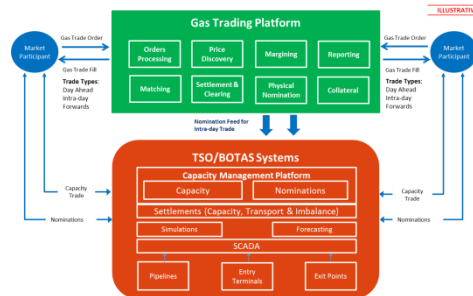 ILLUSTRATIVE
Gas Trading Platform
Market
Participant
Gas Trade Order
Gas Trade Fill
Trade Types:
Day Ahead
Intra-day
Forwards
Orders
Processing
Price
Discovery
Margining
Reporting
Matching
Settlement &
Clearing
Physical
Nomination
Collateral
Gas Trade Order
Gas Trade Fill
Trade Types:
Day Ahead
Intra-day
Forwards
Market
Participant
Nomination Feed for
Intra-day Trade
TSO/BOTAS Systems
Capacity Management Platform
Capacity
Nominations
Settlements (Capacity, Transport & Imbalance)
Simulations
Forecasting
SCADA
Pipelines
Entry
Terminals
Exit Points
Capacity
Trade
Nominations
Capacity
Trade
Nominations